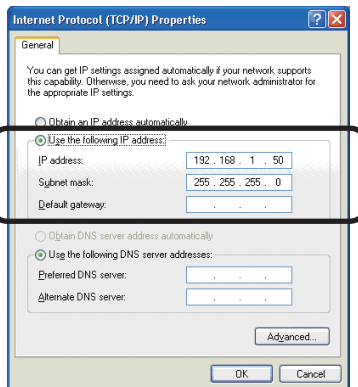 Internet Protocol (TCP/IP) Properties
General
You can get IP settings assigned automatically if your network supports
this capability. Otherwise, you need to ask your network administrator for
the appropriate IP settings.
Obtain an IP address automatically
Use the following IP address:
IP address: 192 . 168 . 1 . 50
Subnet mask: 255 . 255 . 255 . 0
Default gateway: . . .
Obtain DNS server address automatically
Use the following DNS server addresses:
Preferred DNS server: . . .
Alternate DNS server: . . .
Advanced...
OK Cancel